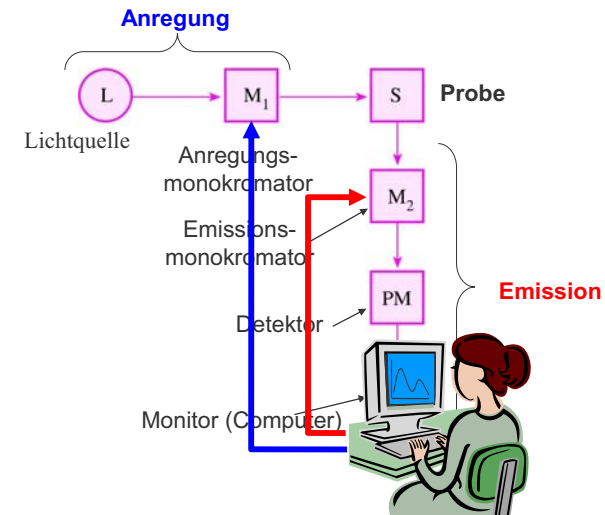 Anregung
L
M1
S
Probe
Lichtquelle
Anregungs-
monokromator
M2
Emissions-
monokromator
PM
Emission
Detektor
Monitor (Computer)